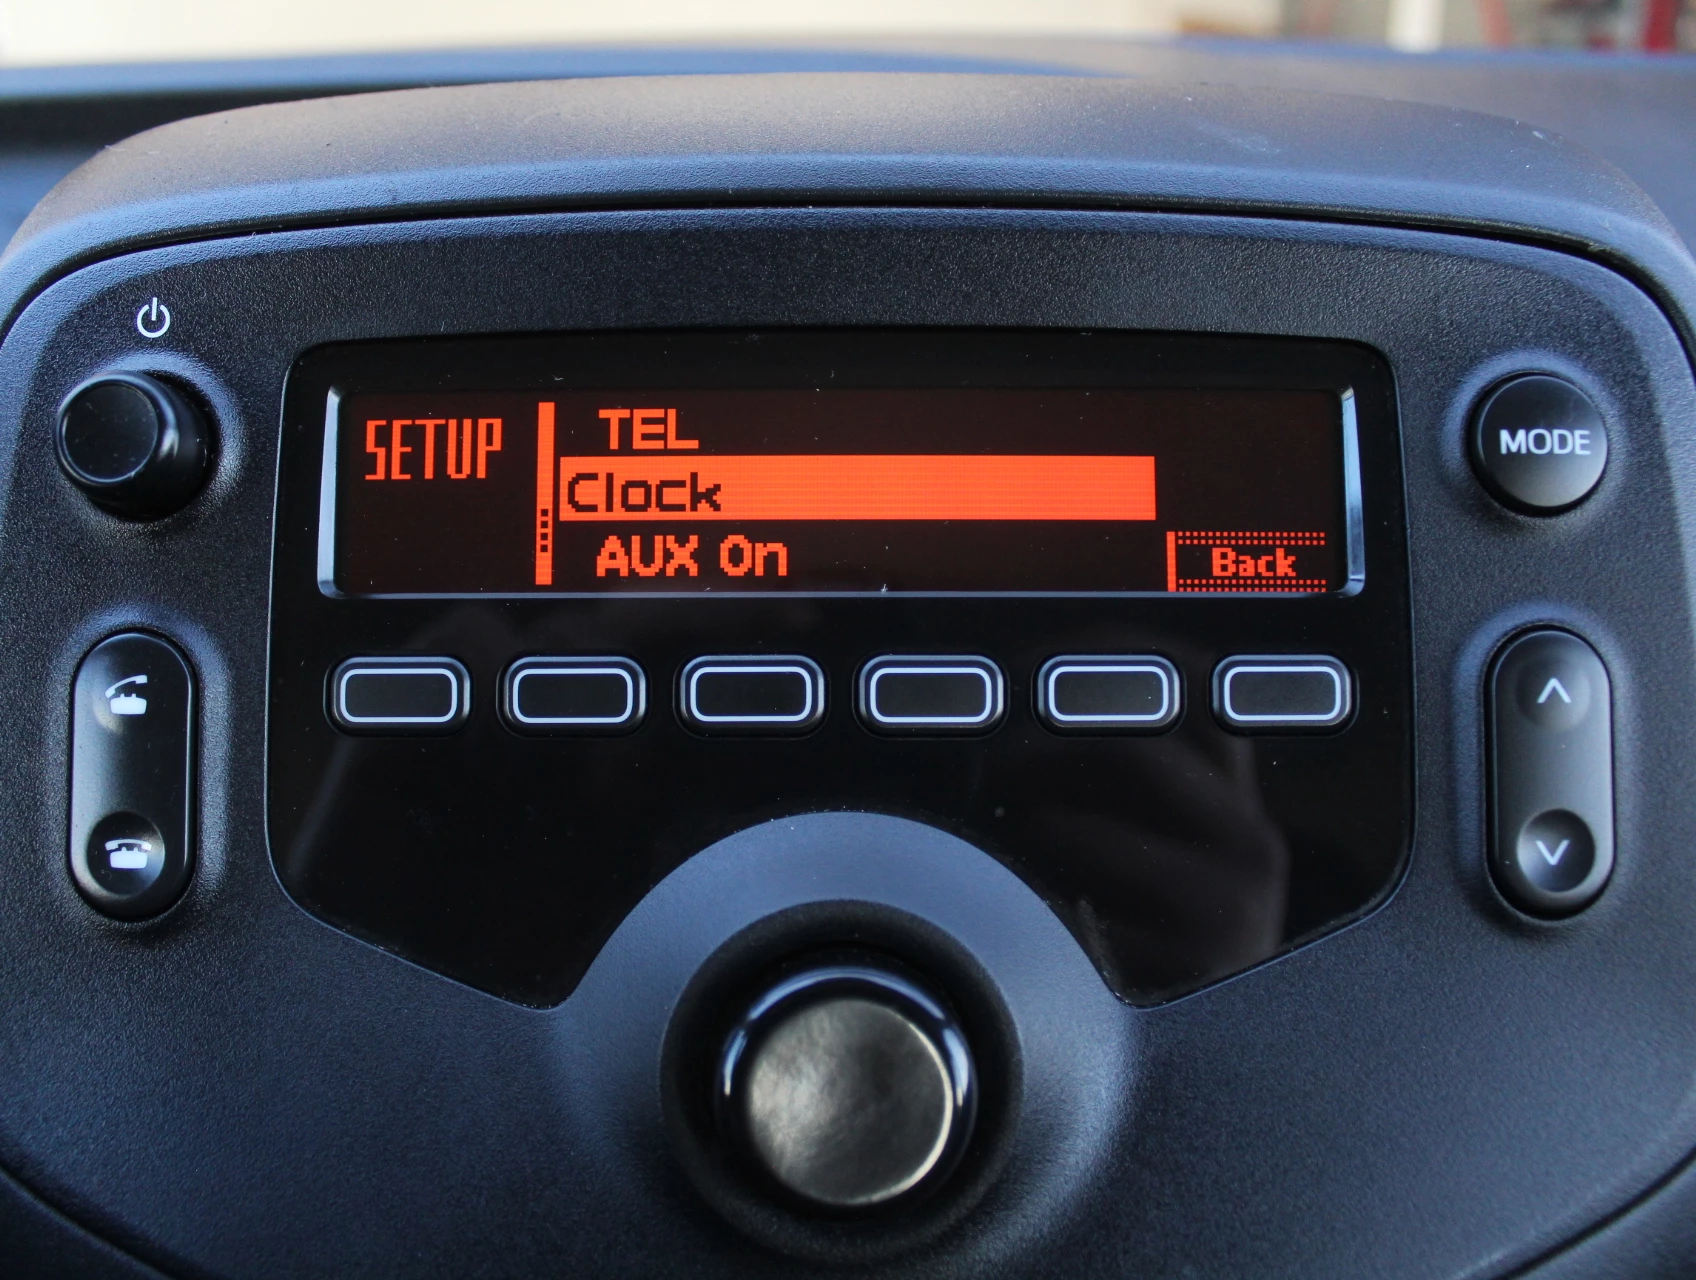 SETUP
TEL
Clock
AUX On
Back
MODE